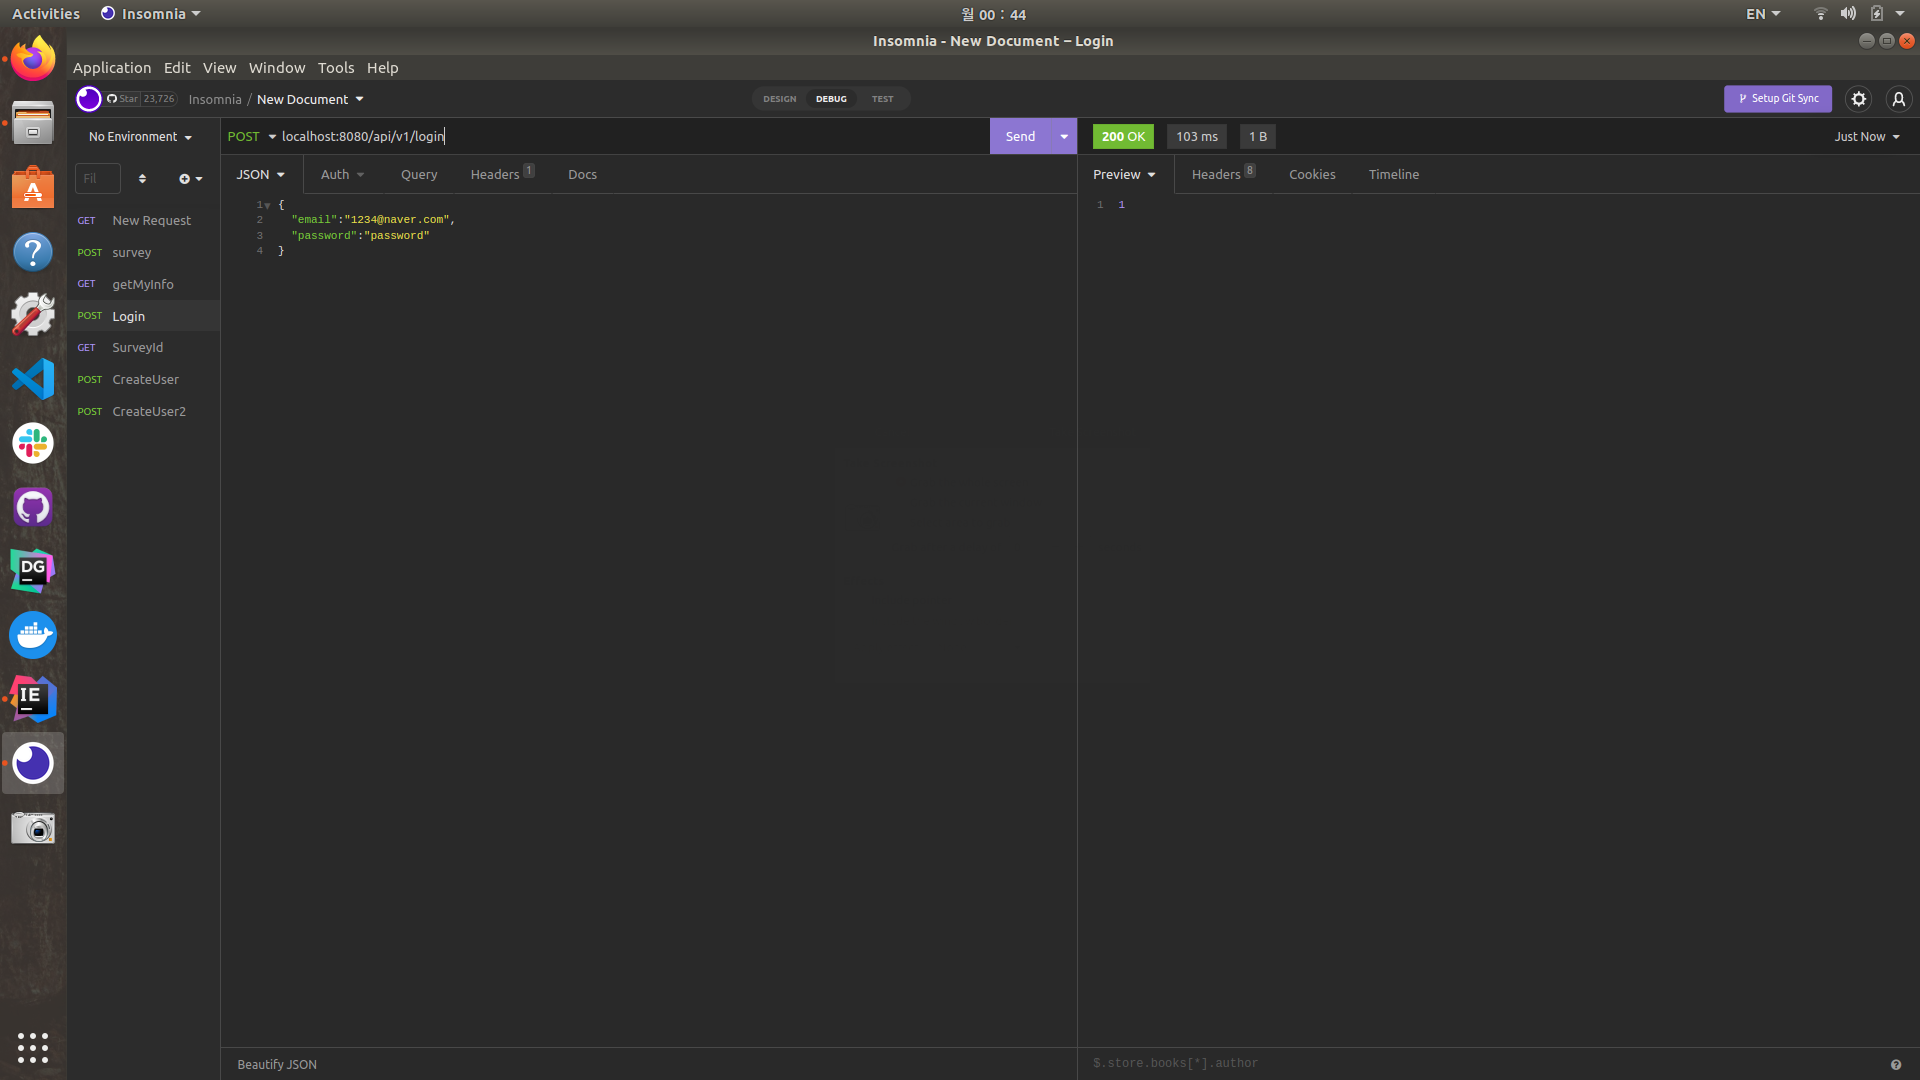 Activities
Insomnia
월 00 : 44
EN
Insomnia - New Document – Login
Application Edit View Window Tools Help
Star 23,726
Insomnia / New Document
DESIGN DEBUG TEST
Setup Git Sync
No Environment
POST localhost:8080/api/v1/login
Send
200 OK 103 ms 1 B
Just Now
Fil
JSON Auth Query Headers 1 Docs
Preview Headers 8 Cookies Timeline
GET New Request
POST survey
GET getMyInfo
POST Login
GET SurveyId
POST CreateUser
POST CreateUser2
1 {
2 "email":"1234@naver.com",
3 "password":"password"
4 }
1 1
A
?
DG
IE
Beautify JSON
$.store.books[*].author
?